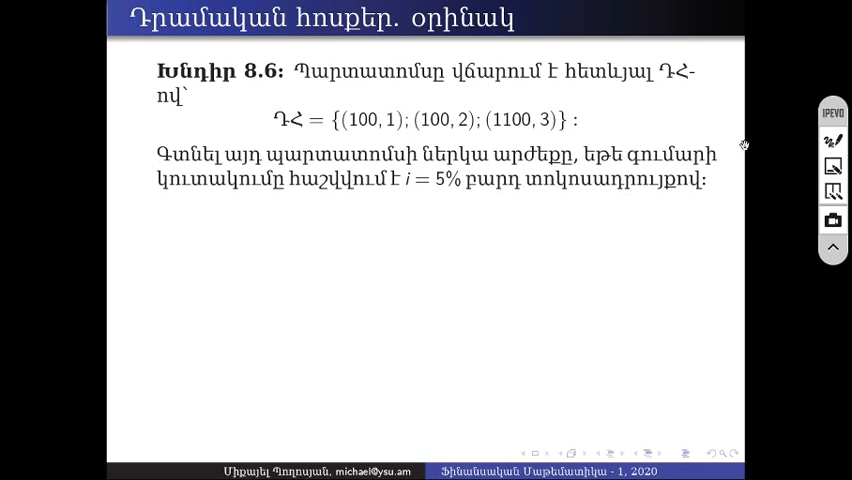 Դրամական հոսքեր. օրինակ
Խնդիր 8.6: Պարտատոմսը վճարում է հետևյալ ԴՀ-
ով՝
ԴՀ = {(100, 1); (100, 2); (1100, 3)} :
Գտնել այդ պարտատոմսի ներկա արժեքը, եթե գումարի
կուտակումը հաշվվում է i = 5% բարդ տոկոսադրույքով:
IPEVO
Միքայել Պողոսյան, michael@ysu.am
Ֆինանսական Մաթեմատիկա - 1, 2020